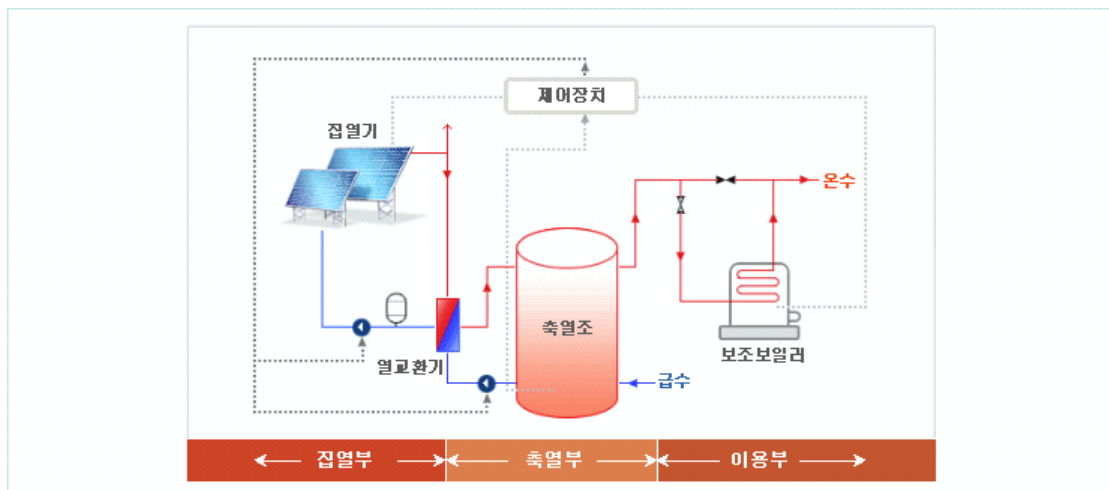 제어장치
집열기
온수
축열조
보조보일러
열교환기
급수
집열부
축열부
이용부